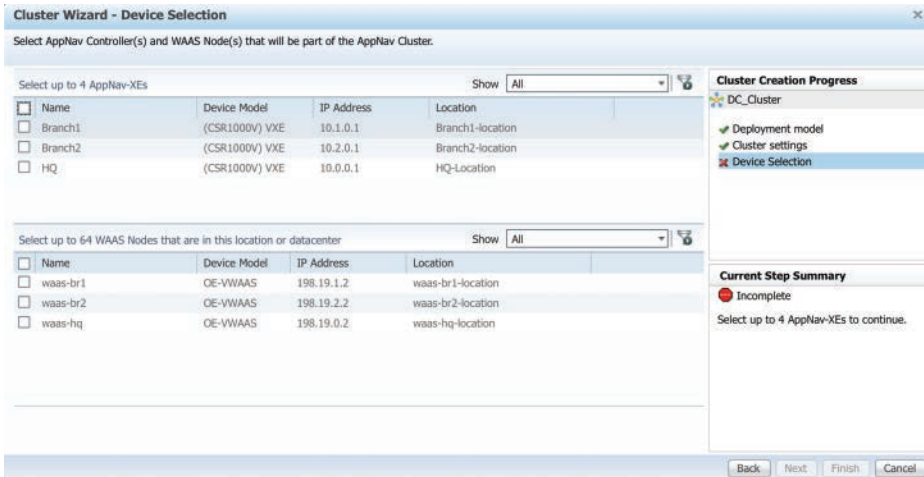 Cluster Wizard - Device Selection
Select AppNav Controller(s) and WAAS Node(s) that will be part of the AppNav Cluster.
Select up to 4 AppNav-XEs Show All
Name Device Model IP Address Location
Branch1 (CSR1000V) VXE 10.1.0.1 Branch1-location
Branch2 (CSR1000V) VXE 10.2.0.1 Branch2-location
HQ (CSR1000V) VXE 10.0.0.1 HQ-Location
Select up to 64 WAAS Nodes that are in this location or datacenter Show All
Name Device Model IP Address Location
waas-br1 OE-VWAAS 198.19.1.2 waas-br1-location
waas-br2 OE-VWAAS 198.19.2.2 waas-br2-location
waas-hq OE-VWAAS 198.19.0.2 waas-hq-location
Cluster Creation Progress
DC_Cluster
Deployment model
Cluster settings
Device Selection
Current Step Summary
Incomplete
Select up to 4 AppNav-XEs to continue.
Back Next Finish Cancel